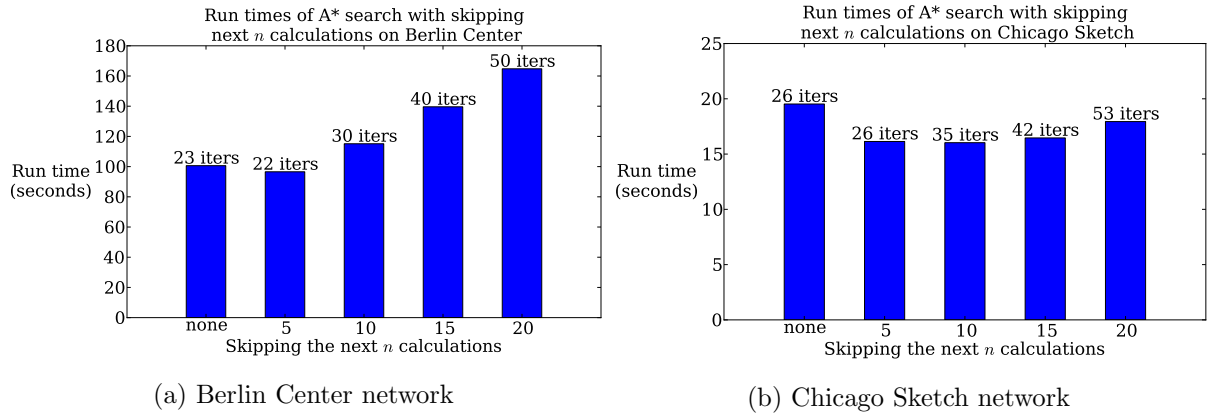 Run times of A* search with skipping
next n calculations on Berlin Center
180
160
140
120
100
80
60
40
20
0
Run time
(seconds)
23 iters
22 iters
30 iters
40 iters
50 iters
none 5 10 15 20
Skipping the next n calculations
(a) Berlin Center network
Run times of A* search with skipping
next n calculations on Chicago Sketch
25
20
15
10
5
0
Run time
(seconds)
26 iters
26 iters
35 iters
42 iters
53 iters
none 5 10 15 20
Skipping the next n calculations
(b) Chicago Sketch network